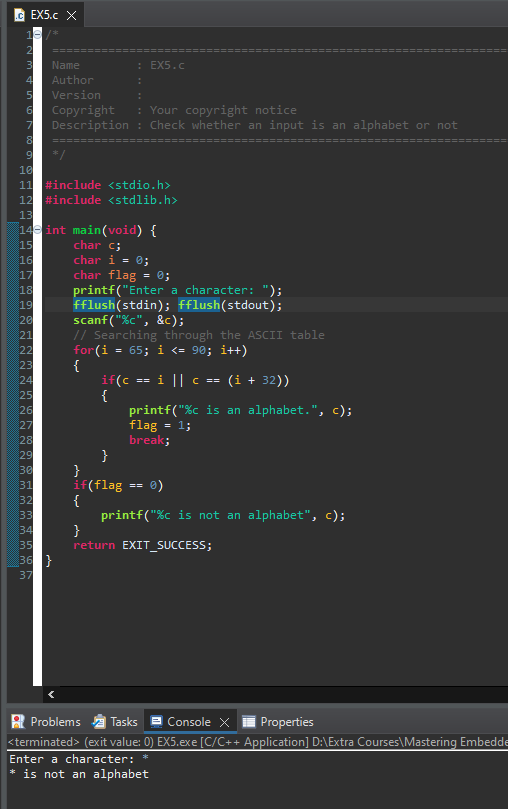 EX5.c
1 /*
2 =================================================================
3 Name : EX5.c
4 Author :
5 Version :
6 Copyright : Your copyright notice
7 Description : Check whether an input is an alphabet or not
8 =================================================================
9 */
10
11 #include <stdio.h>
12 #include <stdlib.h>
13
14 int main(void) {
15 char c;
16 char i = 0;
17 char flag = 0;
18 printf("Enter a character: ");
19 fflush(stdin); fflush(stdout);
20 scanf("%c", &c);
21 // Searching through the ASCII table
22 for(i = 65; i <= 90; i++)
23 {
24 if(c == i || c == (i + 32))
25 {
26 printf("%c is an alphabet.", c);
27 flag = 1;
28 break;
29 }
30 }
31 if(flag == 0)
32 {
33 printf("%c is not an alphabet", c);
34 }
35 return EXIT_SUCCESS;
36 }
37
Problems Tasks Console Properties
<terminated> (exit value: 0) EX5.exe [C/C++ Application] D:\Extra Courses\Mastering Embedde
Enter a character: *
* is not an alphabet